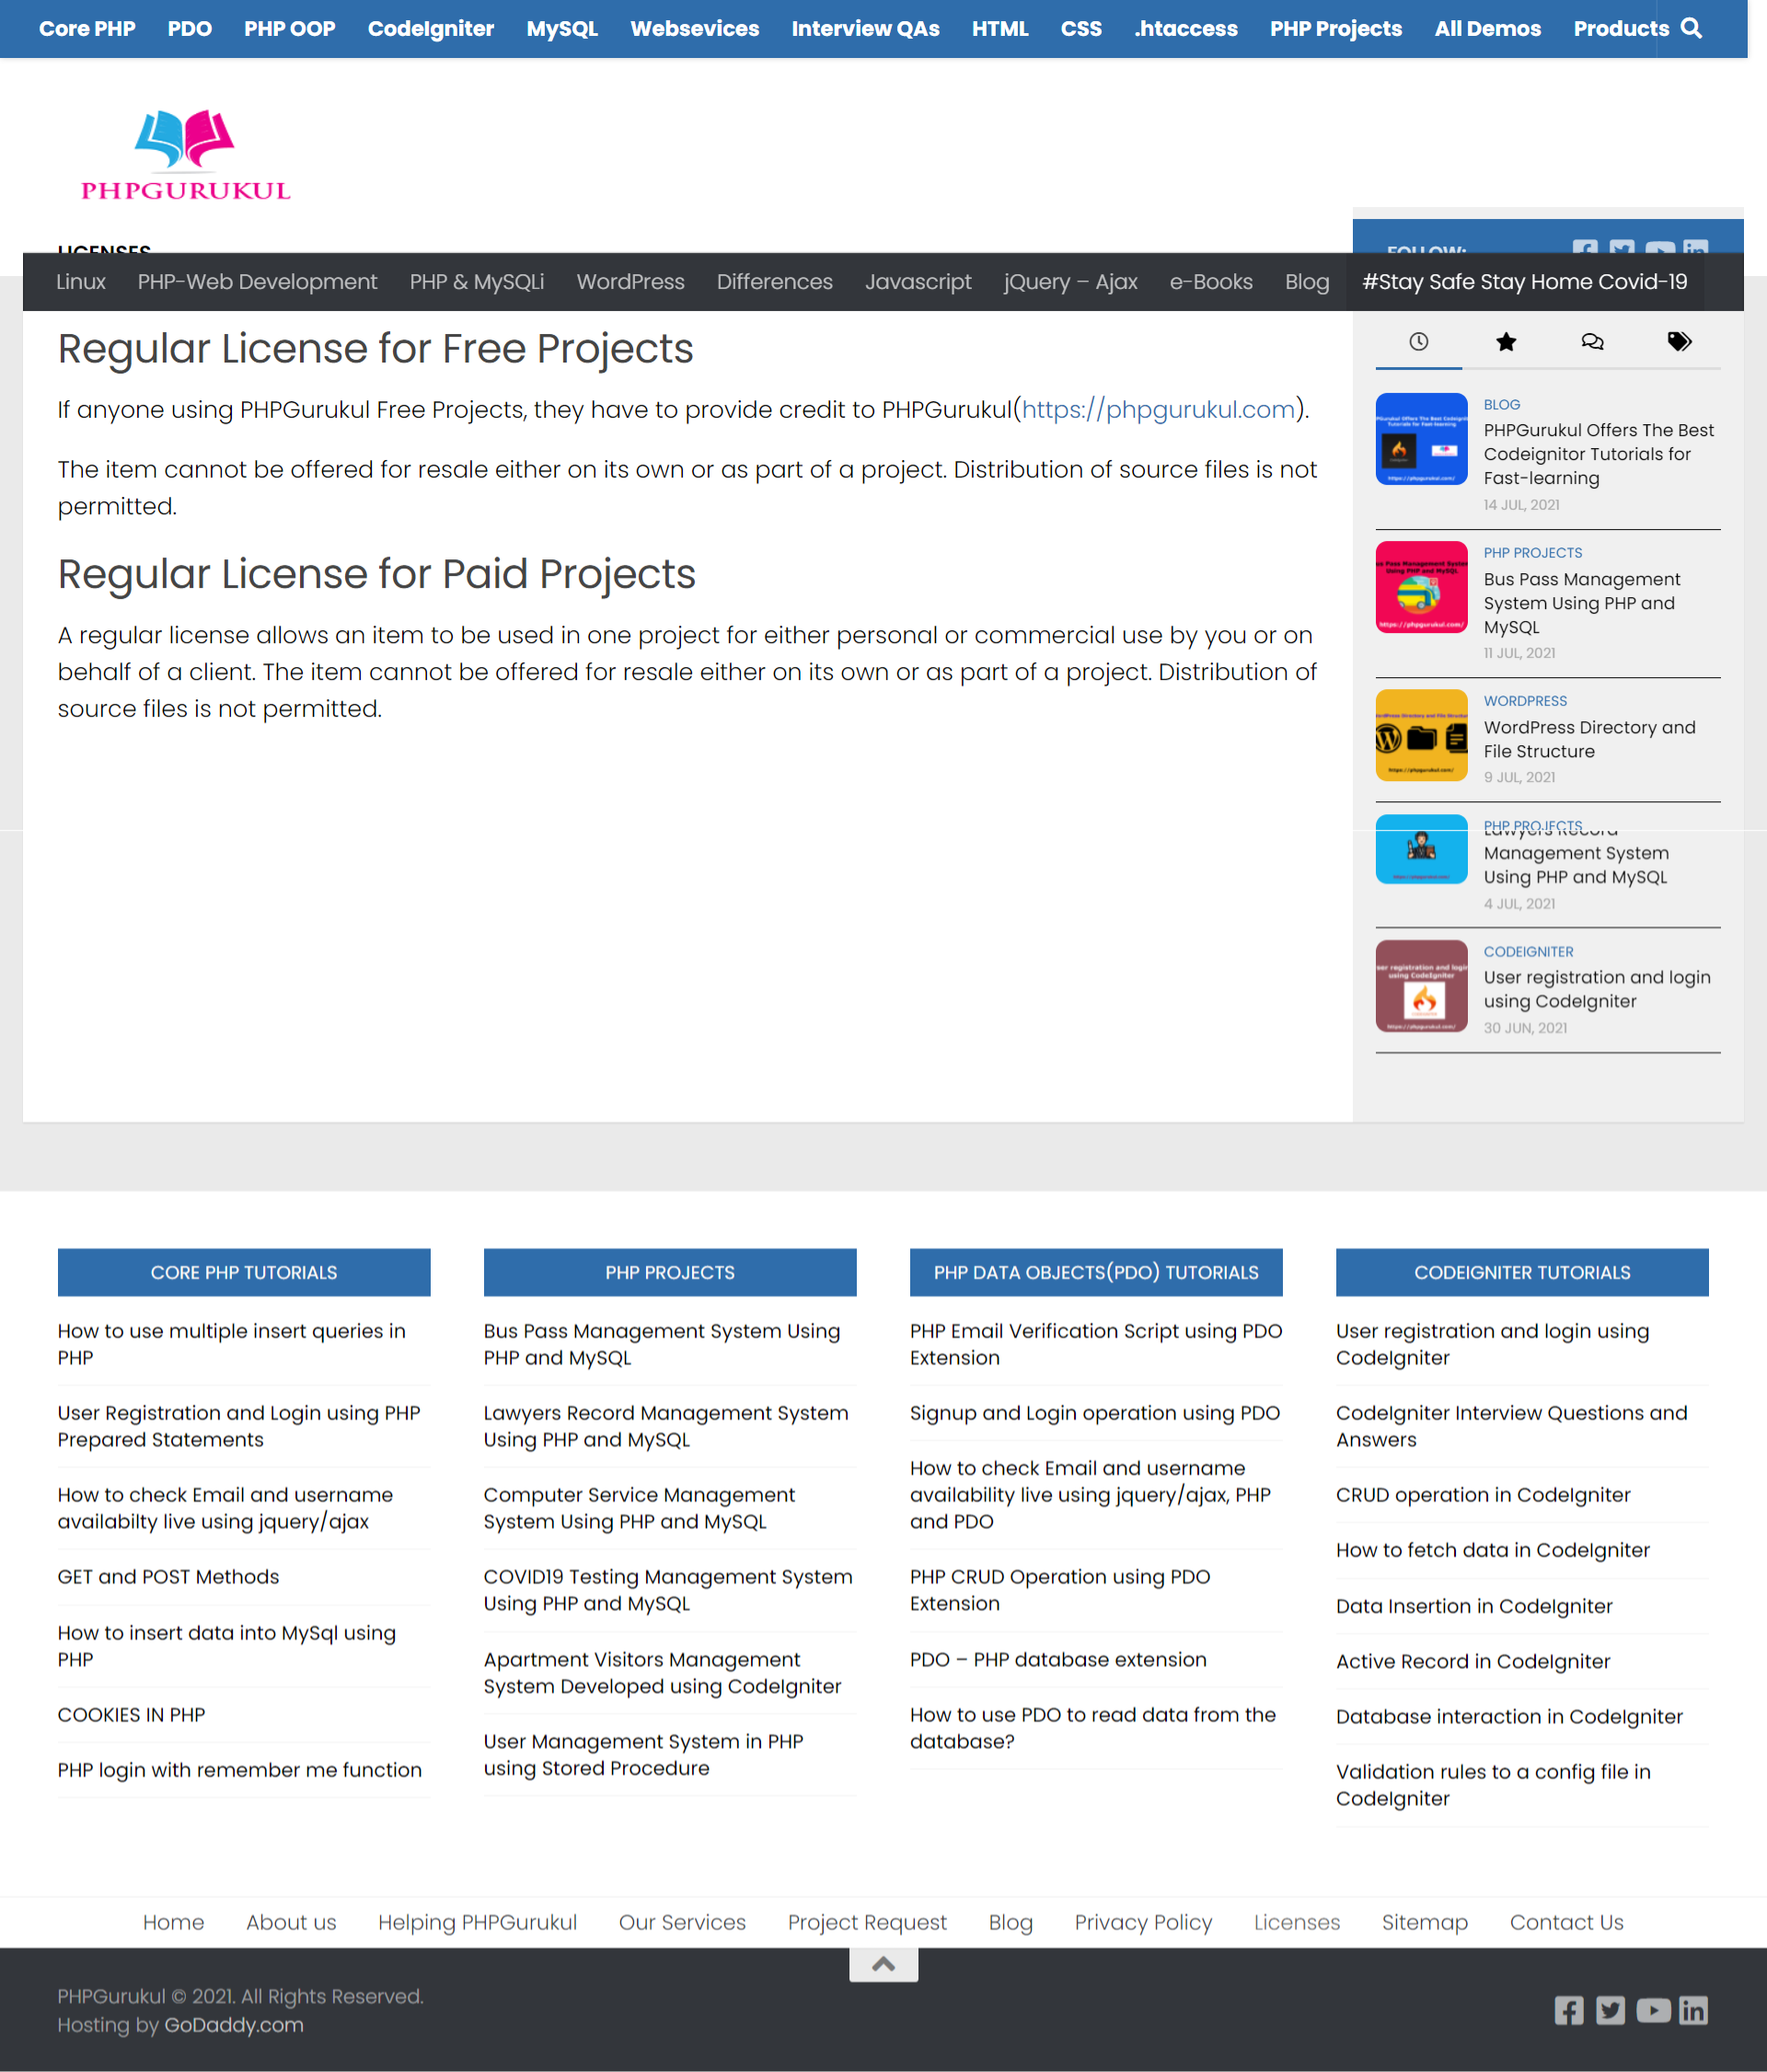 Core PHP PDO PHP OOP CodeIgniter MySQL Websevices Interview QAs HTML CSS .htaccess PHP Projects All Demos Products
PHPGURUKUL
LICENSES
FOLLOW:
Linux PHP-Web Development PHP & MySQLi WordPress Differences Javascript jQuery – Ajax e-Books Blog #Stay Safe Stay Home Covid-19
Regular License for Free Projects
If anyone using PHPGurukul Free Projects, they have to provide credit to PHPGurukul(https://phpgurukul.com).
The item cannot be offered for resale either on its own or as part of a project. Distribution of source files is not
permitted.
Regular License for Paid Projects
A regular license allows an item to be used in one project for either personal or commercial use by you or on
behalf of a client. The item cannot be offered for resale either on its own or as part of a project. Distribution of
source files is not permitted.
BLOG
PHPGurukul Offers The Best
Codeignitor Tutorials for
Fast-learning
14 JUL, 2021
PHP PROJECTS
Bus Pass Management
System Using PHP and
MySQL
11 JUL, 2021
WORDPRESS
WordPress Directory and
File Structure
9 JUL, 2021
PHP PROJECTS
Lawyers Record
Management System
Using PHP and MySQL
4 JUL, 2021
CODEIGNITER
User registration and login
using CodeIgniter
30 JUN, 2021
CORE PHP TUTORIALS
How to use multiple insert queries in
PHP
User Registration and Login using PHP
Prepared Statements
How to check Email and username
availabilty live using jquery/ajax
GET and POST Methods
How to insert data into MySql using
PHP
COOKIES IN PHP
PHP login with remember me function
PHP PROJECTS
Bus Pass Management System Using
PHP and MySQL
Lawyers Record Management System
Using PHP and MySQL
Computer Service Management
System Using PHP and MySQL
COVID19 Testing Management System
Using PHP and MySQL
Apartment Visitors Management
System Developed using CodeIgniter
User Management System in PHP
using Stored Procedure
PHP DATA OBJECTS(PDO) TUTORIALS
PHP Email Verification Script using PDO
Extension
Signup and Login operation using PDO
How to check Email and username
availability live using jquery/ajax, PHP
and PDO
PHP CRUD Operation using PDO
Extension
PDO – PHP database extension
How to use PDO to read data from the
database?
CODEIGNITER TUTORIALS
User registration and login using
CodeIgniter
CodeIgniter Interview Questions and
Answers
CRUD operation in CodeIgniter
How to fetch data in CodeIgniter
Data Insertion in CodeIgniter
Active Record in CodeIgniter
Database interaction in CodeIgniter
Validation rules to a config file in
CodeIgniter
Home About us Helping PHPGurukul Our Services Project Request Blog Privacy Policy Licenses Sitemap Contact Us
PHPGurukul © 2021. All Rights Reserved.
Hosting by GoDaddy.com